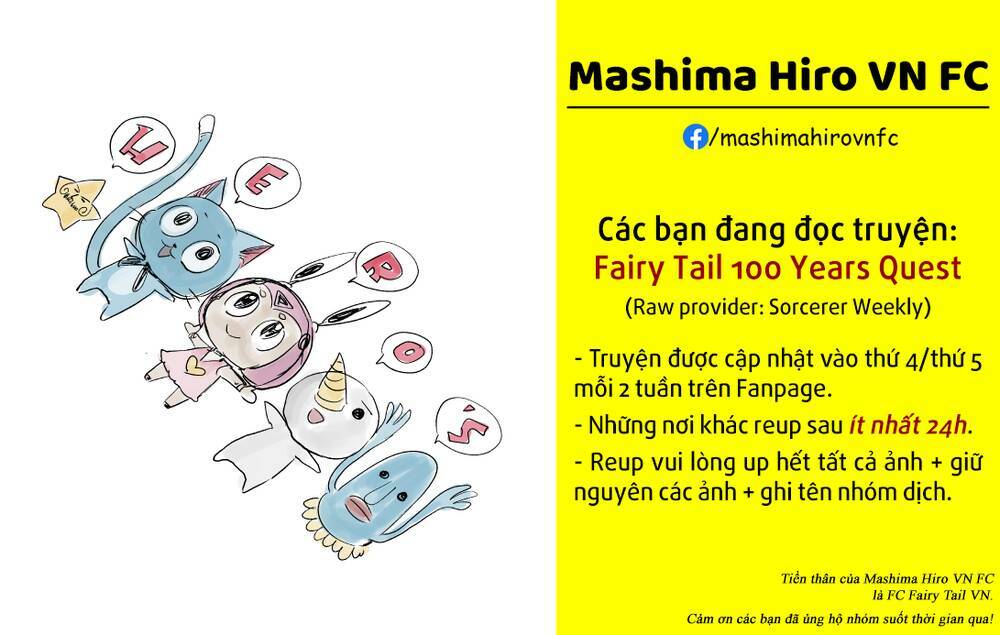 H
E
R
O
'S
Mashima Hiro VN FC
/mashimahirovnfc
Các bạn đang đọc truyện:
Fairy Tail 100 Years Quest
(Raw provider: Sorcerer Weekly)
- Truyện được cập nhật vào thứ 4/thứ 5
mỗi 2 tuần trên Fanpage.
- Những nơi khác reup sau ít nhất 24h.
- Reup vui lòng up hết tất cả ảnh + giữ
nguyên các ảnh + ghi tên nhóm dịch.
Tiền thân của Mashima Hiro VN FC
là FC Fairy Tail VN.
Cảm ơn các bạn đã ủng hộ nhóm suốt thời gian qua!